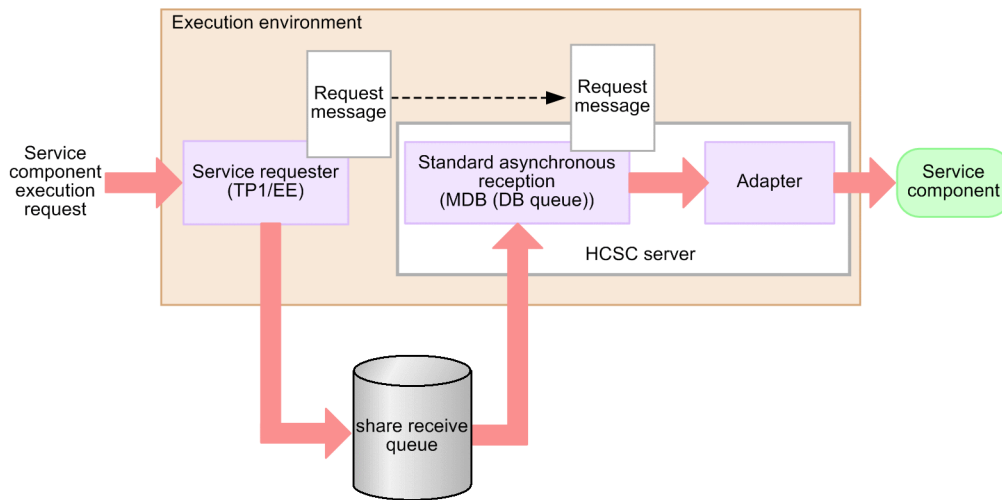 Execution environment
Request
message
Request
message
Service
component
execution
request
Service requester
(TP1/EE)
Standard asynchronous
reception
(MDB (DB queue))
Adapter
Service
component
HCSC server
share receive
queue